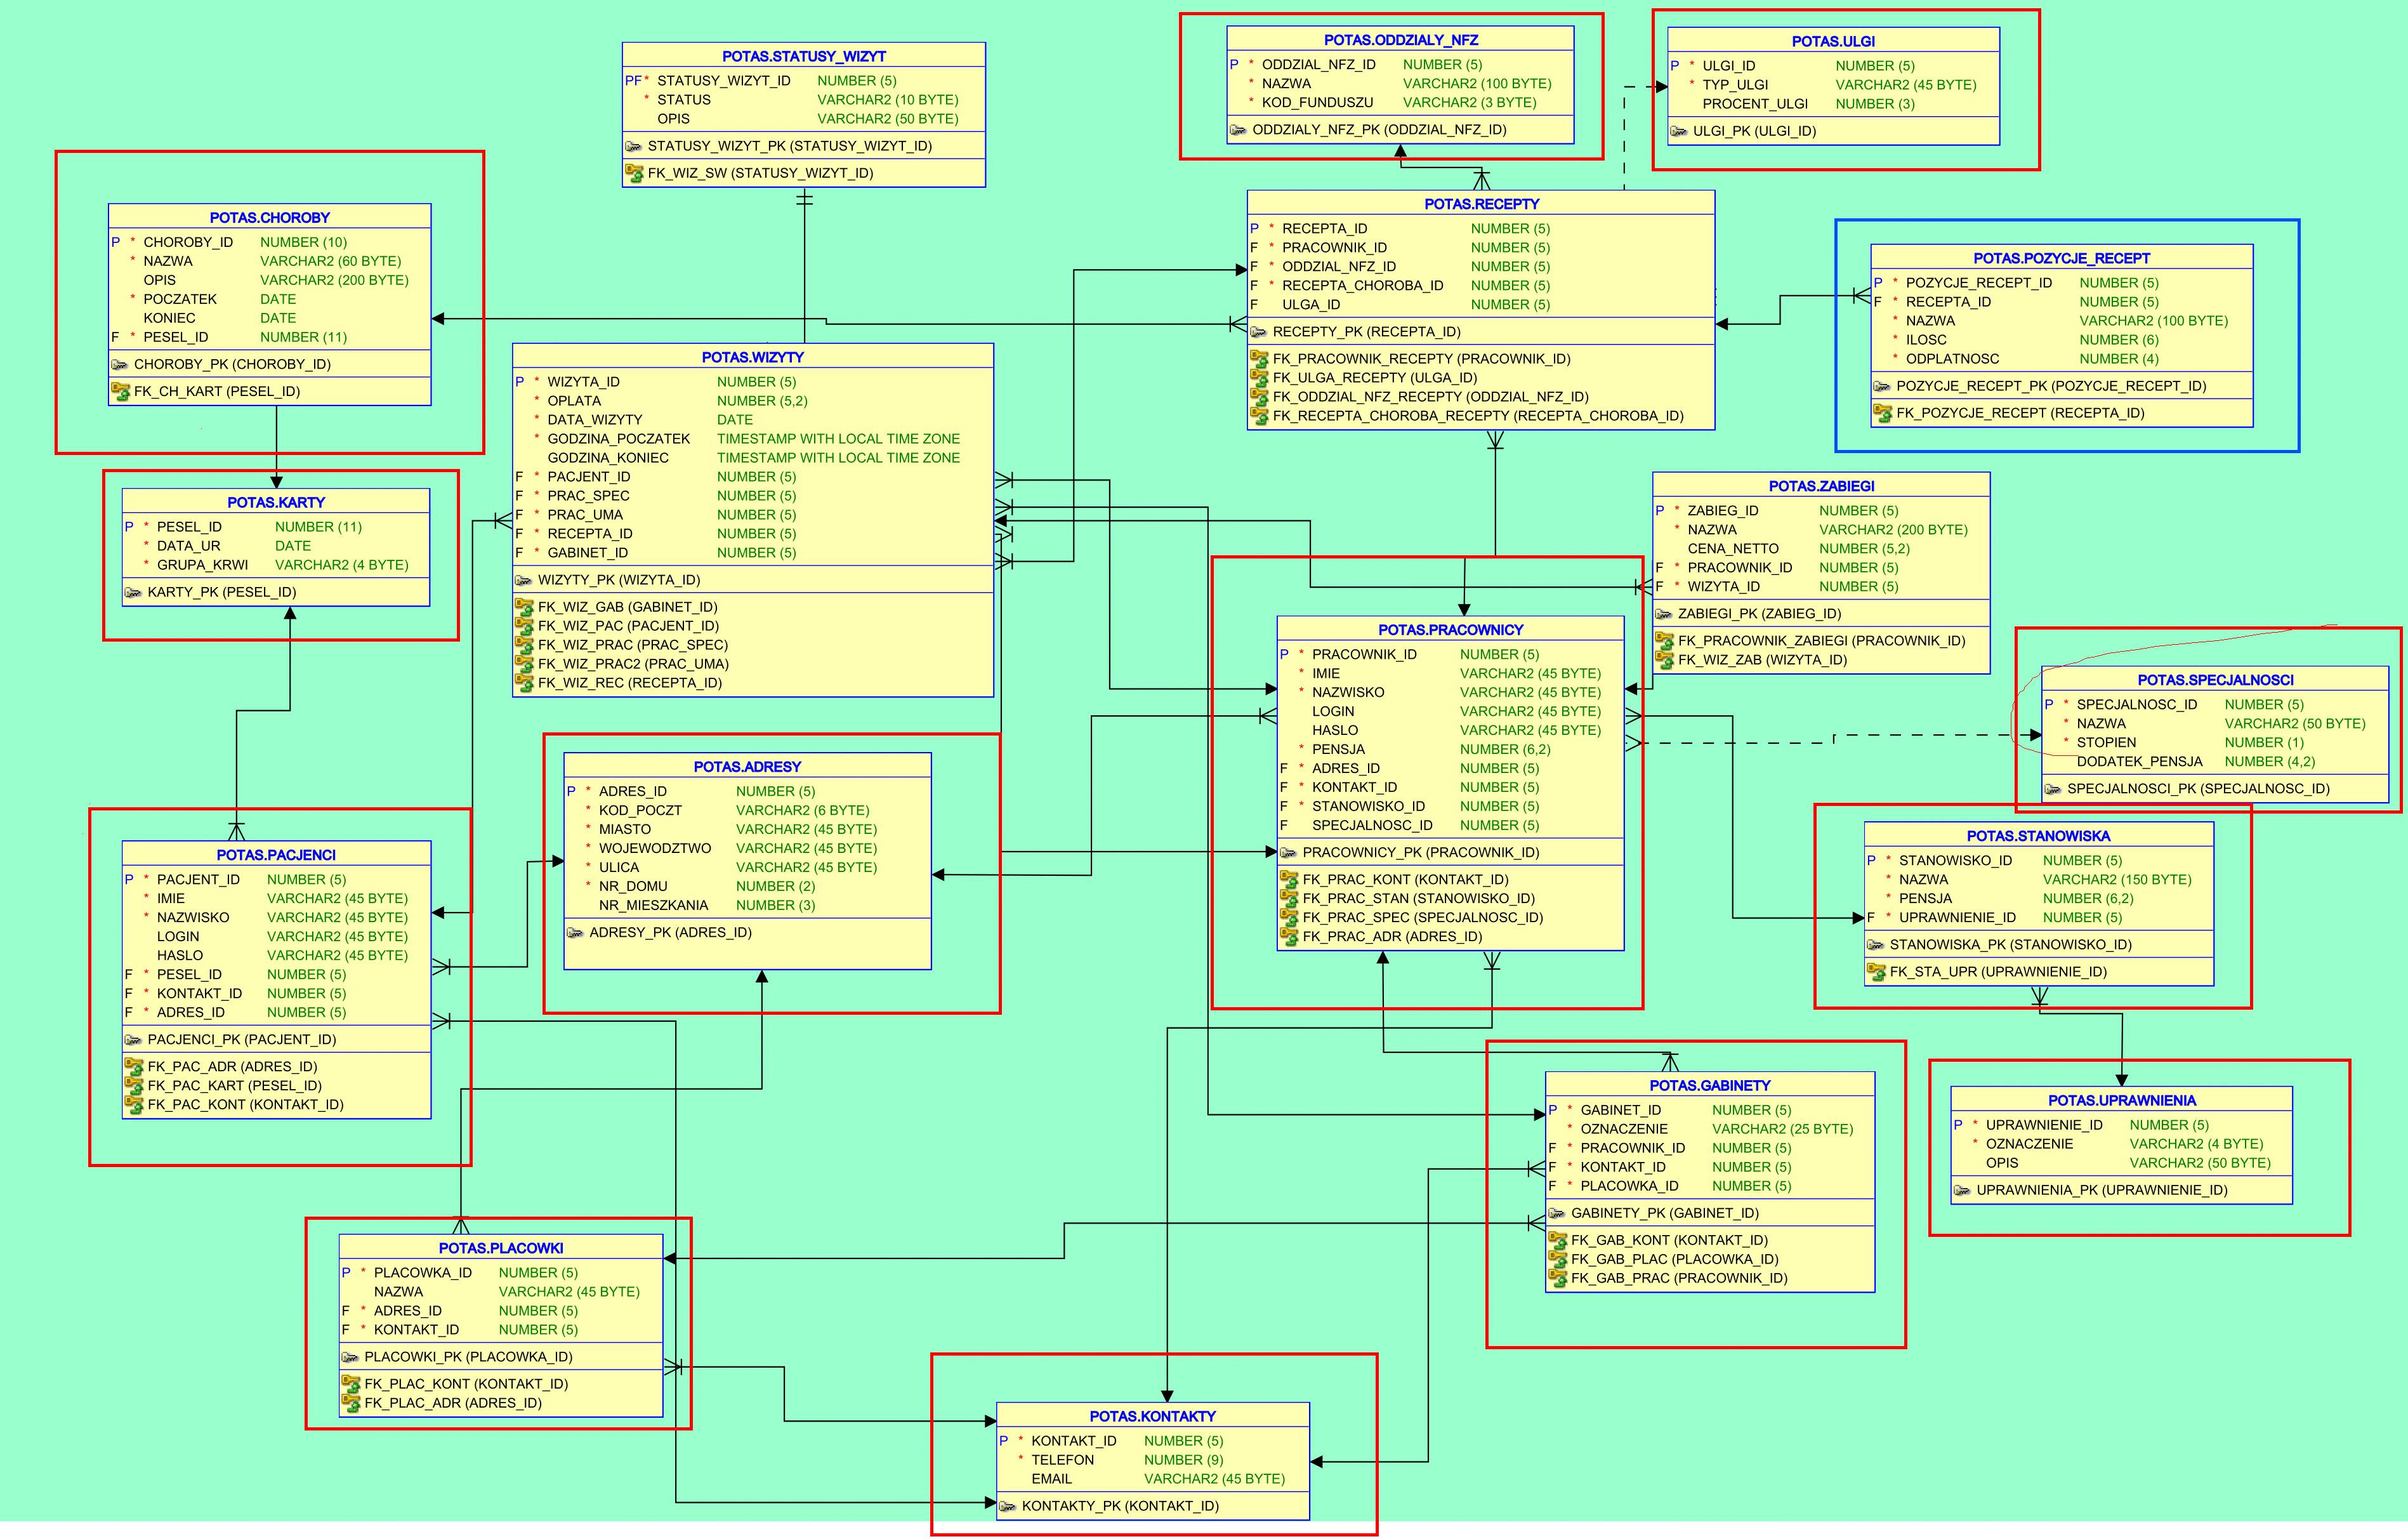 POTAS.STATUSY_WIZYT
PF * STATUSY_WIZYT_ID NUMBER (5)
* STATUS VARCHAR2 (10 BYTE)
OPIS VARCHAR2 (50 BYTE)
STATUSY_WIZYT_PK (STATUSY_WIZYT_ID)
FK_WIZ_SW (STATUSY_WIZYT_ID)
POTAS.ODDZIALY_NFZ
P * ODDZIAL_NFZ_ID NUMBER (5)
* NAZWA VARCHAR2 (100 BYTE)
* KOD_FUNDUSZU VARCHAR2 (3 BYTE)
ODDZIALY_NFZ_PK (ODDZIAL_NFZ_ID)
POTAS.ULGI
P * ULGI_ID NUMBER (5)
* TYP_ULGI VARCHAR2 (45 BYTE)
PROCENT_ULGI NUMBER (3)
ULGI_PK (ULGI_ID)
POTAS.CHOROBY
P * CHOROBY_ID NUMBER (10)
* NAZWA VARCHAR2 (60 BYTE)
OPIS VARCHAR2 (200 BYTE)
* POCZATEK DATE
KONIEC DATE
F * PESEL_ID NUMBER (11)
CHOROBY_PK (CHOROBY_ID)
FK_CH_KART (PESEL_ID)
POTAS.RECEPTY
P * RECEPTA_ID NUMBER (5)
F * PRACOWNIK_ID NUMBER (5)
F * ODDZIAL_NFZ_ID NUMBER (5)
F * RECEPTA_CHOROBA_ID NUMBER (5)
F ULGA_ID NUMBER (5)
RECEPTY_PK (RECEPTA_ID)
FK_PRACOWNIK_RECEPTY (PRACOWNIK_ID)
FK_ULGA_RECEPTY (ULGA_ID)
FK_ODDZIAL_NFZ_RECEPTY (ODDZIAL_NFZ_ID)
FK_RECEPTA_CHOROBA_RECEPTY (RECEPTA_CHOROBA_ID)
POTAS.POZYCJE_RECEPT
P * POZYCJE_RECEPT_ID NUMBER (5)
F * RECEPTA_ID NUMBER (5)
* NAZWA VARCHAR2 (100 BYTE)
* ILOSC NUMBER (6)
* ODPLATNOSC NUMBER (4)
POZYCJE_RECEPT_PK (POZYCJE_RECEPT_ID)
FK_POZYCJE_RECEPT (RECEPTA_ID)
POTAS.WIZYTY
P * WIZYTA_ID NUMBER (5)
* OPLATA NUMBER (5,2)
* DATA_WIZYTY DATE
* GODZINA_POCZATEK TIMESTAMP WITH LOCAL TIME ZONE
GODZINA_KONIEC TIMESTAMP WITH LOCAL TIME ZONE
F * PACJENT_ID NUMBER (5)
F * PRAC_SPEC NUMBER (5)
F * PRAC_UMA NUMBER (5)
F * RECEPTA_ID NUMBER (5)
F * GABINET_ID NUMBER (5)
WIZYTY_PK (WIZYTA_ID)
FK_WIZ_GAB (GABINET_ID)
FK_WIZ_PAC (PACJENT_ID)
FK_WIZ_PRAC (PRAC_SPEC)
FK_WIZ_PRAC2 (PRAC_UMA)
FK_WIZ_REC (RECEPTA_ID)
POTAS.KARTY
P * PESEL_ID NUMBER (11)
* DATA_UR DATE
* GRUPA_KRWI VARCHAR2 (4 BYTE)
KARTY_PK (PESEL_ID)
POTAS.ZABIEGI
P * ZABIEG_ID NUMBER (5)
* NAZWA VARCHAR2 (200 BYTE)
CENA_NETTO NUMBER (5,2)
F * PRACOWNIK_ID NUMBER (5)
F * WIZYTA_ID NUMBER (5)
ZABIEGI_PK (ZABIEG_ID)
FK_PRACOWNIK_ZABIEGI (PRACOWNIK_ID)
FK_WIZ_ZAB (WIZYTA_ID)
POTAS.PRACOWNICY
P * PRACOWNIK_ID NUMBER (5)
* IMIE VARCHAR2 (45 BYTE)
* NAZWISKO VARCHAR2 (45 BYTE)
LOGIN VARCHAR2 (45 BYTE)
HASLO VARCHAR2 (45 BYTE)
* PENSJA NUMBER (6,2)
F * ADRES_ID NUMBER (5)
F * KONTAKT_ID NUMBER (5)
F * STANOWISKO_ID NUMBER (5)
F SPECJALNOSC_ID NUMBER (5)
PRACOWNICY_PK (PRACOWNIK_ID)
FK_PRAC_KONT (KONTAKT_ID)
FK_PRAC_STAN (STANOWISKO_ID)
FK_PRAC_SPEC (SPECJALNOSC_ID)
FK_PRAC_ADR (ADRES_ID)
POTAS.SPECJALNOSCI
P * SPECJALNOSC_ID NUMBER (5)
* NAZWA VARCHAR2 (50 BYTE)
* STOPIEN NUMBER (1)
DODATEK_PENSJA NUMBER (4,2)
SPECJALNOSCI_PK (SPECJALNOSC_ID)
POTAS.ADRESY
P * ADRES_ID NUMBER (5)
* KOD_POCZT VARCHAR2 (6 BYTE)
* MIASTO VARCHAR2 (45 BYTE)
* WOJEWODZTWO VARCHAR2 (45 BYTE)
* ULICA VARCHAR2 (45 BYTE)
* NR_DOMU NUMBER (2)
NR_MIESZKANIA NUMBER (3)
ADRESY_PK (ADRES_ID)
POTAS.STANOWISKA
P * STANOWISKO_ID NUMBER (5)
* NAZWA VARCHAR2 (150 BYTE)
* PENSJA NUMBER (6,2)
F * UPRAWNIENIE_ID NUMBER (5)
STANOWISKA_PK (STANOWISKO_ID)
FK_STA_UPR (UPRAWNIENIE_ID)
POTAS.PACJENCI
P * PACJENT_ID NUMBER (5)
* IMIE VARCHAR2 (45 BYTE)
* NAZWISKO VARCHAR2 (45 BYTE)
LOGIN VARCHAR2 (45 BYTE)
HASLO VARCHAR2 (45 BYTE)
F * PESEL_ID NUMBER (5)
F * KONTAKT_ID NUMBER (5)
F * ADRES_ID NUMBER (5)
PACJENCI_PK (PACJENT_ID)
FK_PAC_ADR (ADRES_ID)
FK_PAC_KART (PESEL_ID)
FK_PAC_KONT (KONTAKT_ID)
POTAS.GABINETY
P * GABINET_ID NUMBER (5)
* OZNACZENIE VARCHAR2 (25 BYTE)
F * PRACOWNIK_ID NUMBER (5)
F * KONTAKT_ID NUMBER (5)
F * PLACOWKA_ID NUMBER (5)
GABINETY_PK (GABINET_ID)
FK_GAB_KONT (KONTAKT_ID)
FK_GAB_PLAC (PLACOWKA_ID)
FK_GAB_PRAC (PRACOWNIK_ID)
POTAS.UPRAWNIENIA
P * UPRAWNIENIE_ID NUMBER (5)
* OZNACZENIE VARCHAR2 (4 BYTE)
OPIS VARCHAR2 (50 BYTE)
UPRAWNIENIA_PK (UPRAWNIENIE_ID)
POTAS.PLACOWKI
P * PLACOWKA_ID NUMBER (5)
NAZWA VARCHAR2 (45 BYTE)
F * ADRES_ID NUMBER (5)
F * KONTAKT_ID NUMBER (5)
PLACOWKI_PK (PLACOWKA_ID)
FK_PLAC_KONT (KONTAKT_ID)
FK_PLAC_ADR (ADRES_ID)
POTAS.KONTAKTY
P * KONTAKT_ID NUMBER (5)
* TELEFON NUMBER (9)
EMAIL VARCHAR2 (45 BYTE)
KONTAKTY_PK (KONTAKT_ID)